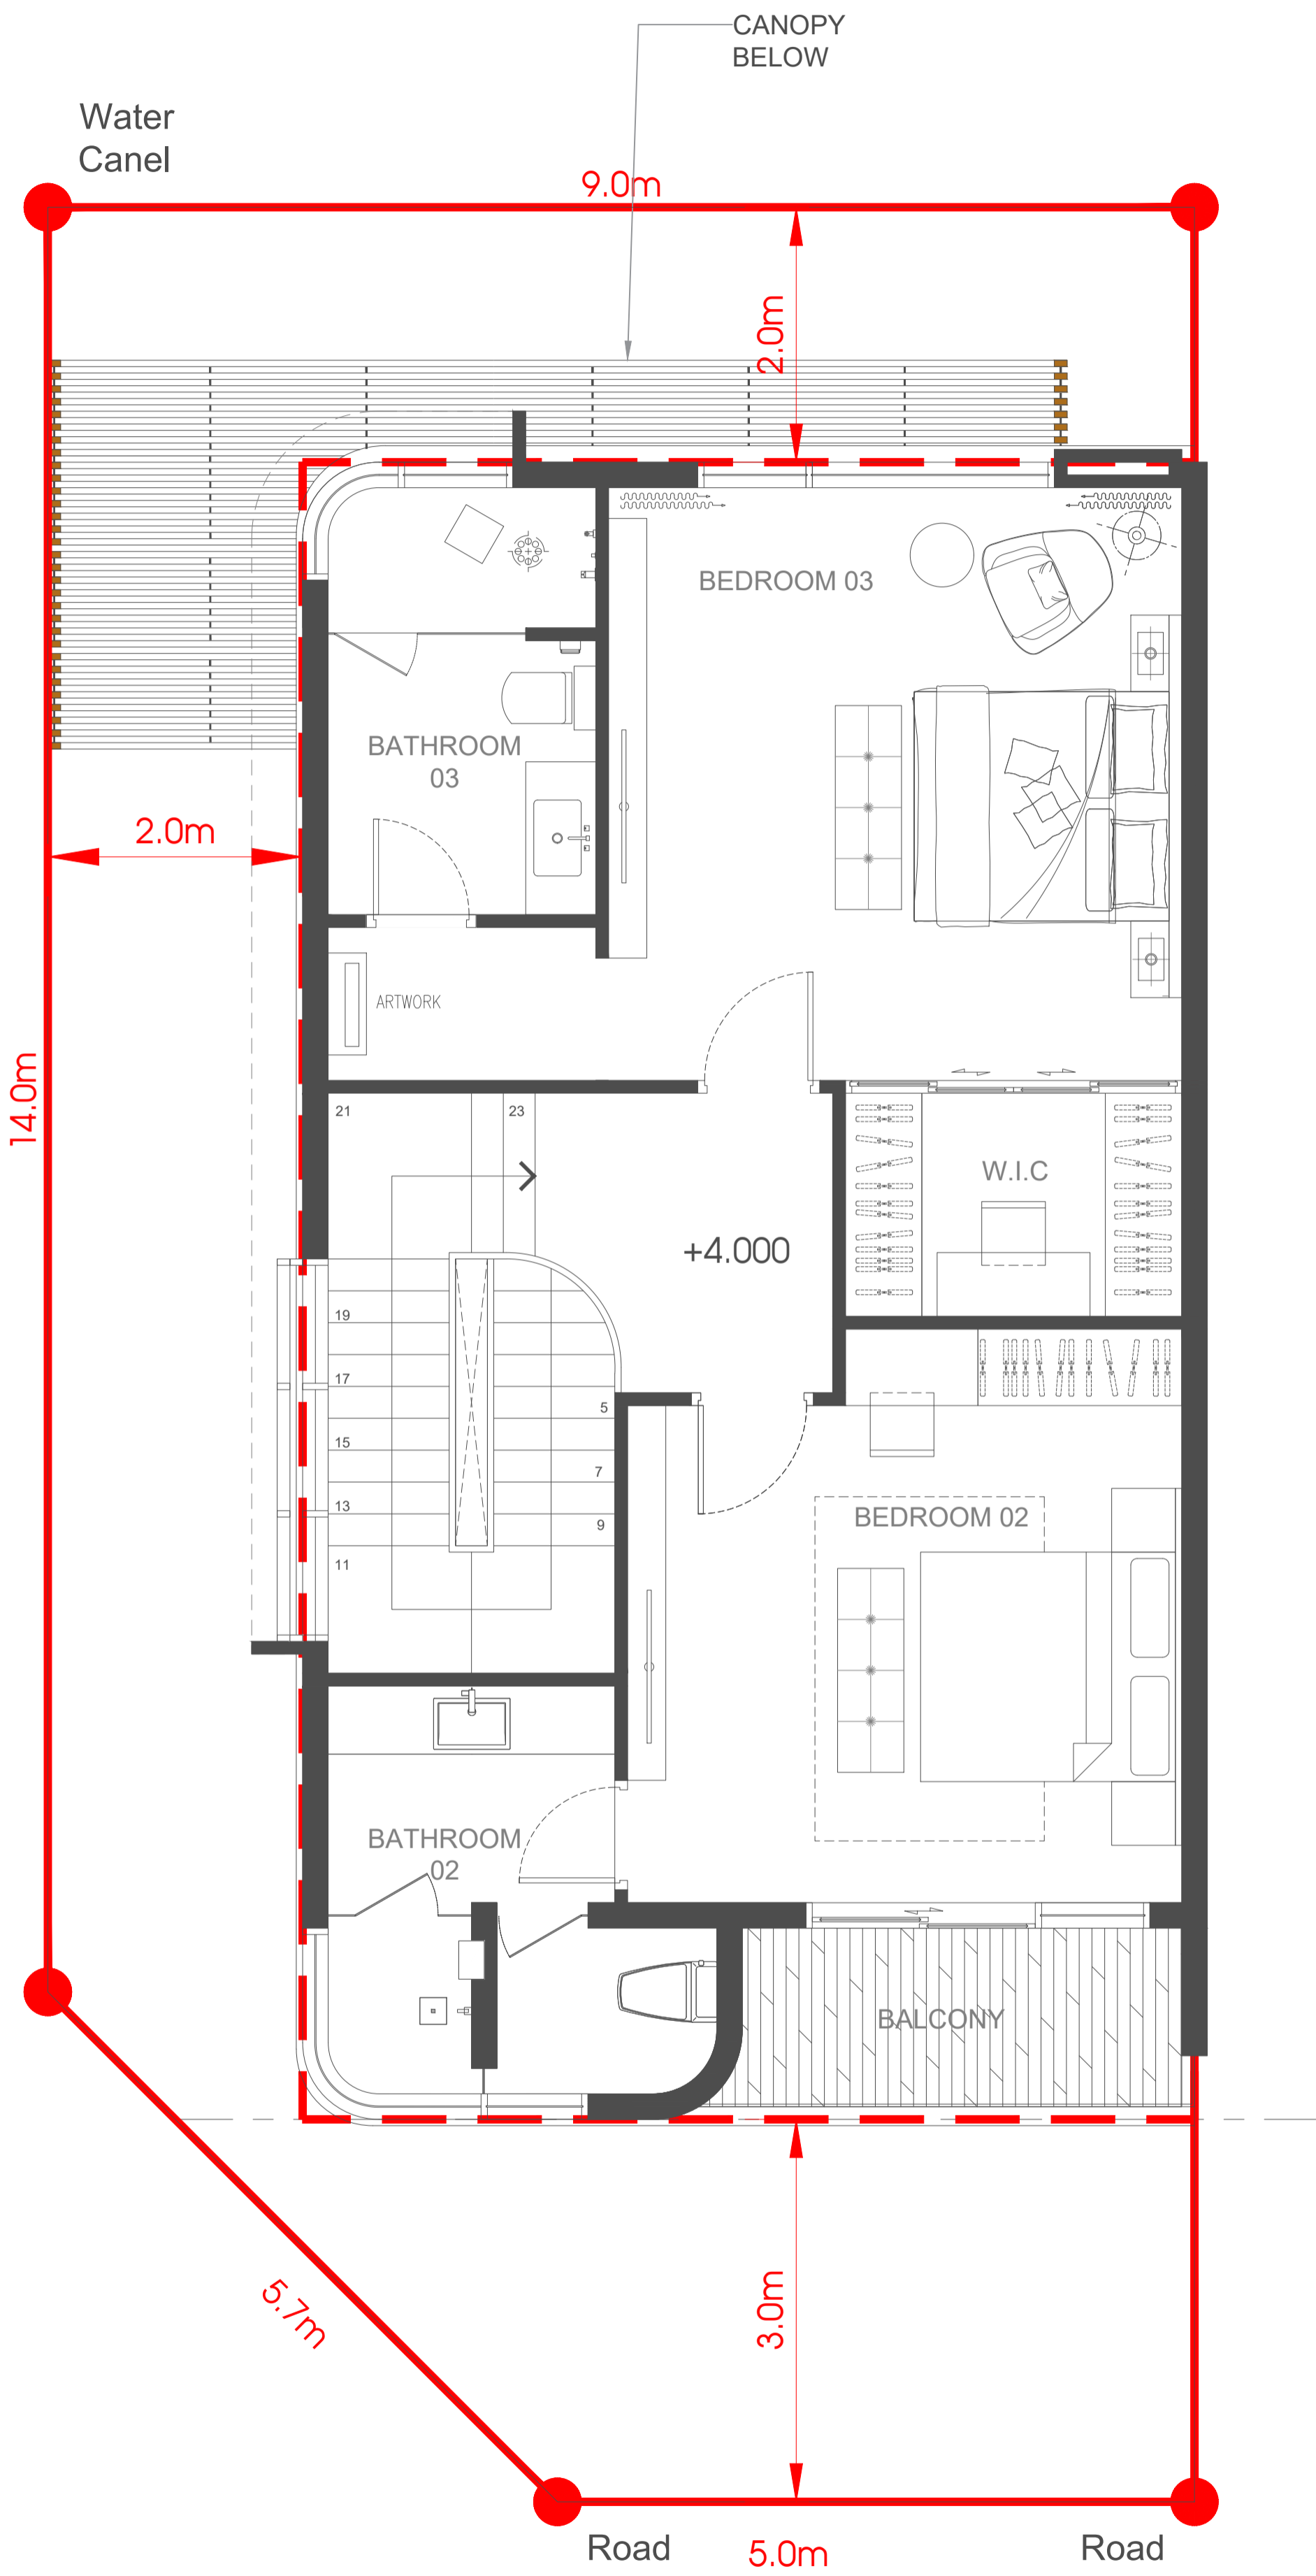 CANOPY
BELOW
Water
Canel
9.0m
2.0m
BEDROOM 03
BATHROOM
03
2.0m
ARTWORK
14.0m
21
23
W.I.C
+4.000
19
17
5
15
7
13
9
11
BEDROOM 02
BATHROOM
02
BALCONY
5.7m
3.0m
Road
5.0m
Road